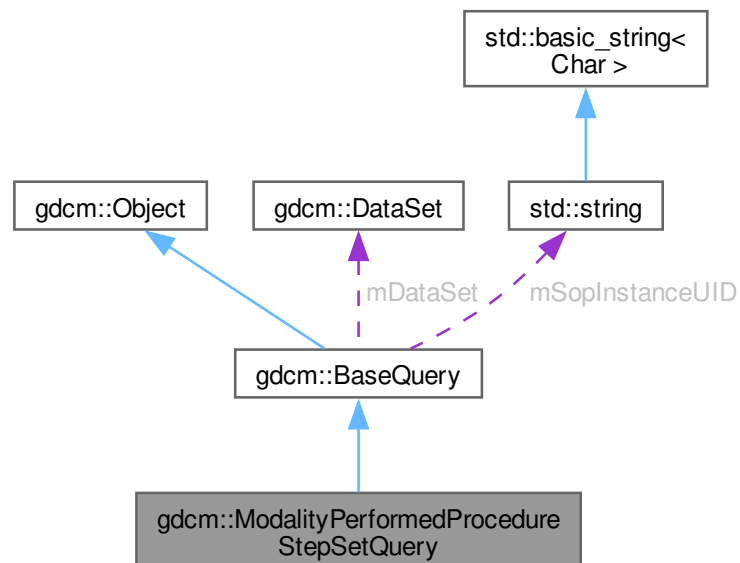 std::basic_string<
Char >
gdcm::Object
gdcm::DataSet
std::string
mDataSet
mSopInstanceUID
gdcm::BaseQuery
gdcm::ModalityPerformedProcedure
StepSetQuery